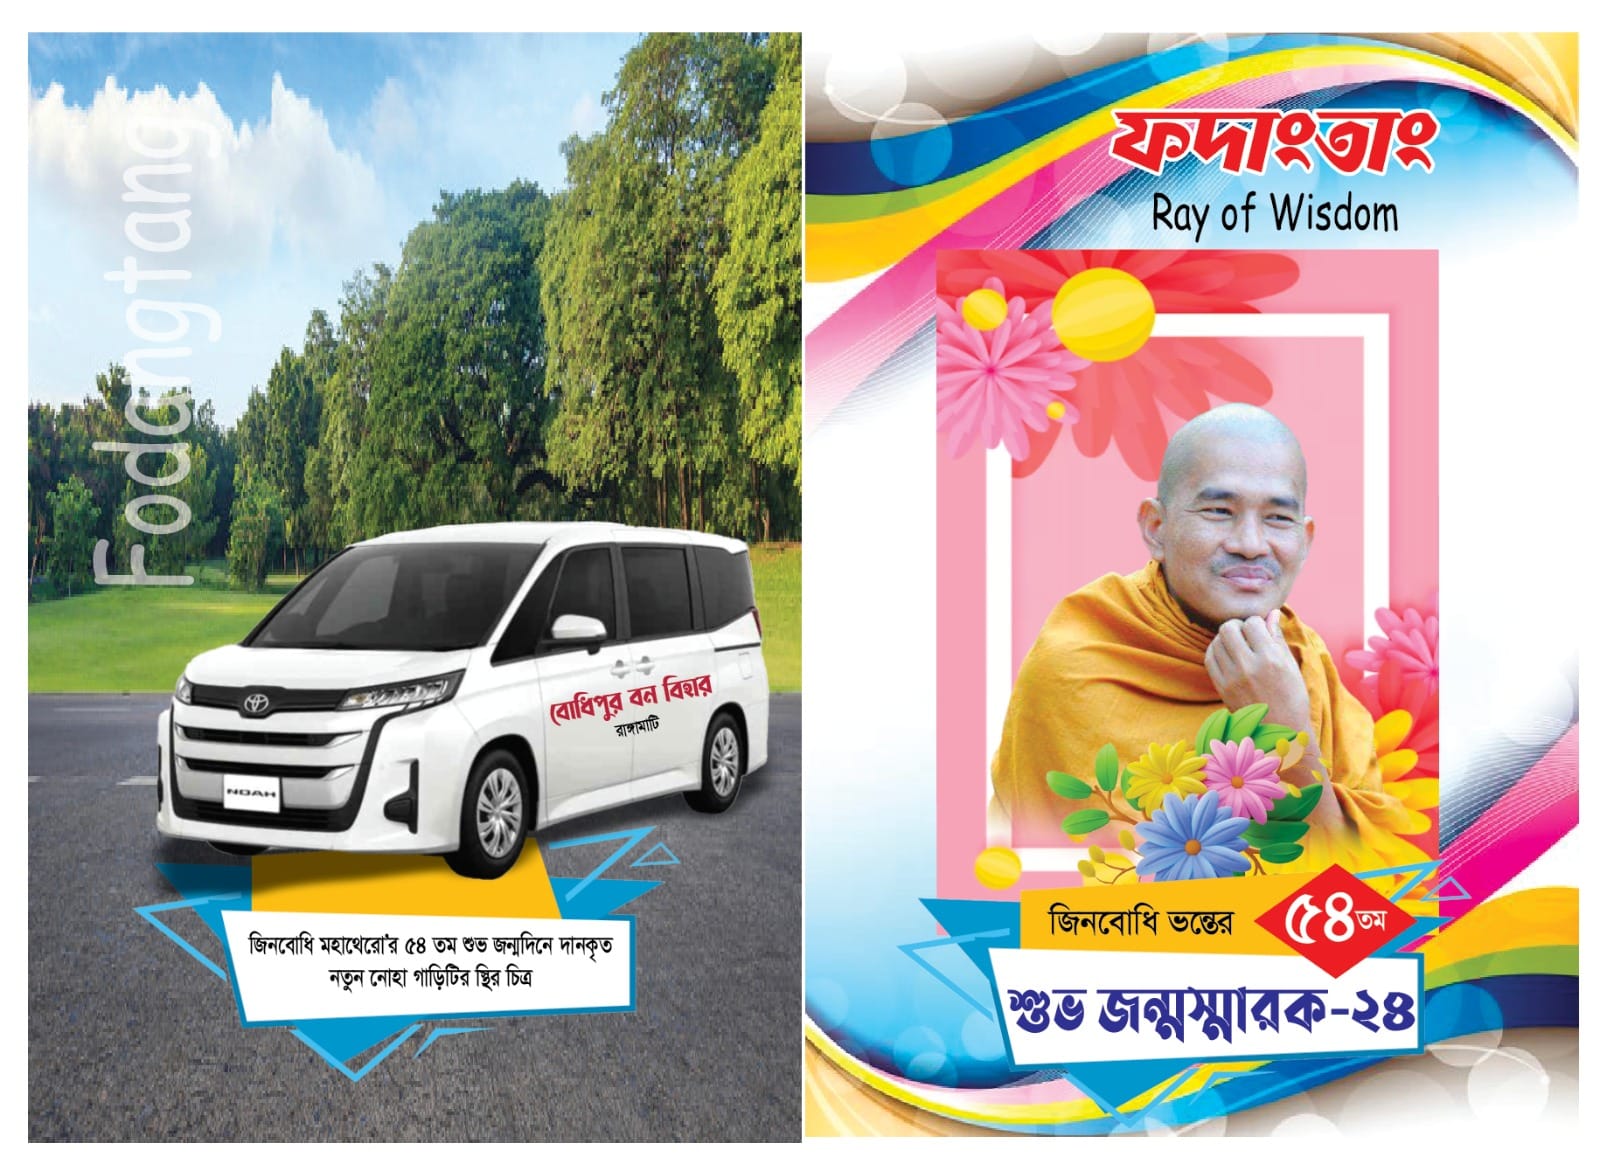 Fodangtang
বোধিপুর বন বিহার
রাঙ্গামাটি
NOAH
জিনবোধি মহাথেরো'র ৫৪ তম শুভ জন্মদিনে দানকৃত
নতুন নোহা গাড়িটির স্থির চিত্র
ফদাংতাং
Ray of Wisdom
জিনবোধি ভন্তের
৫৪তম
শুভ জন্মস্মারক-২৪